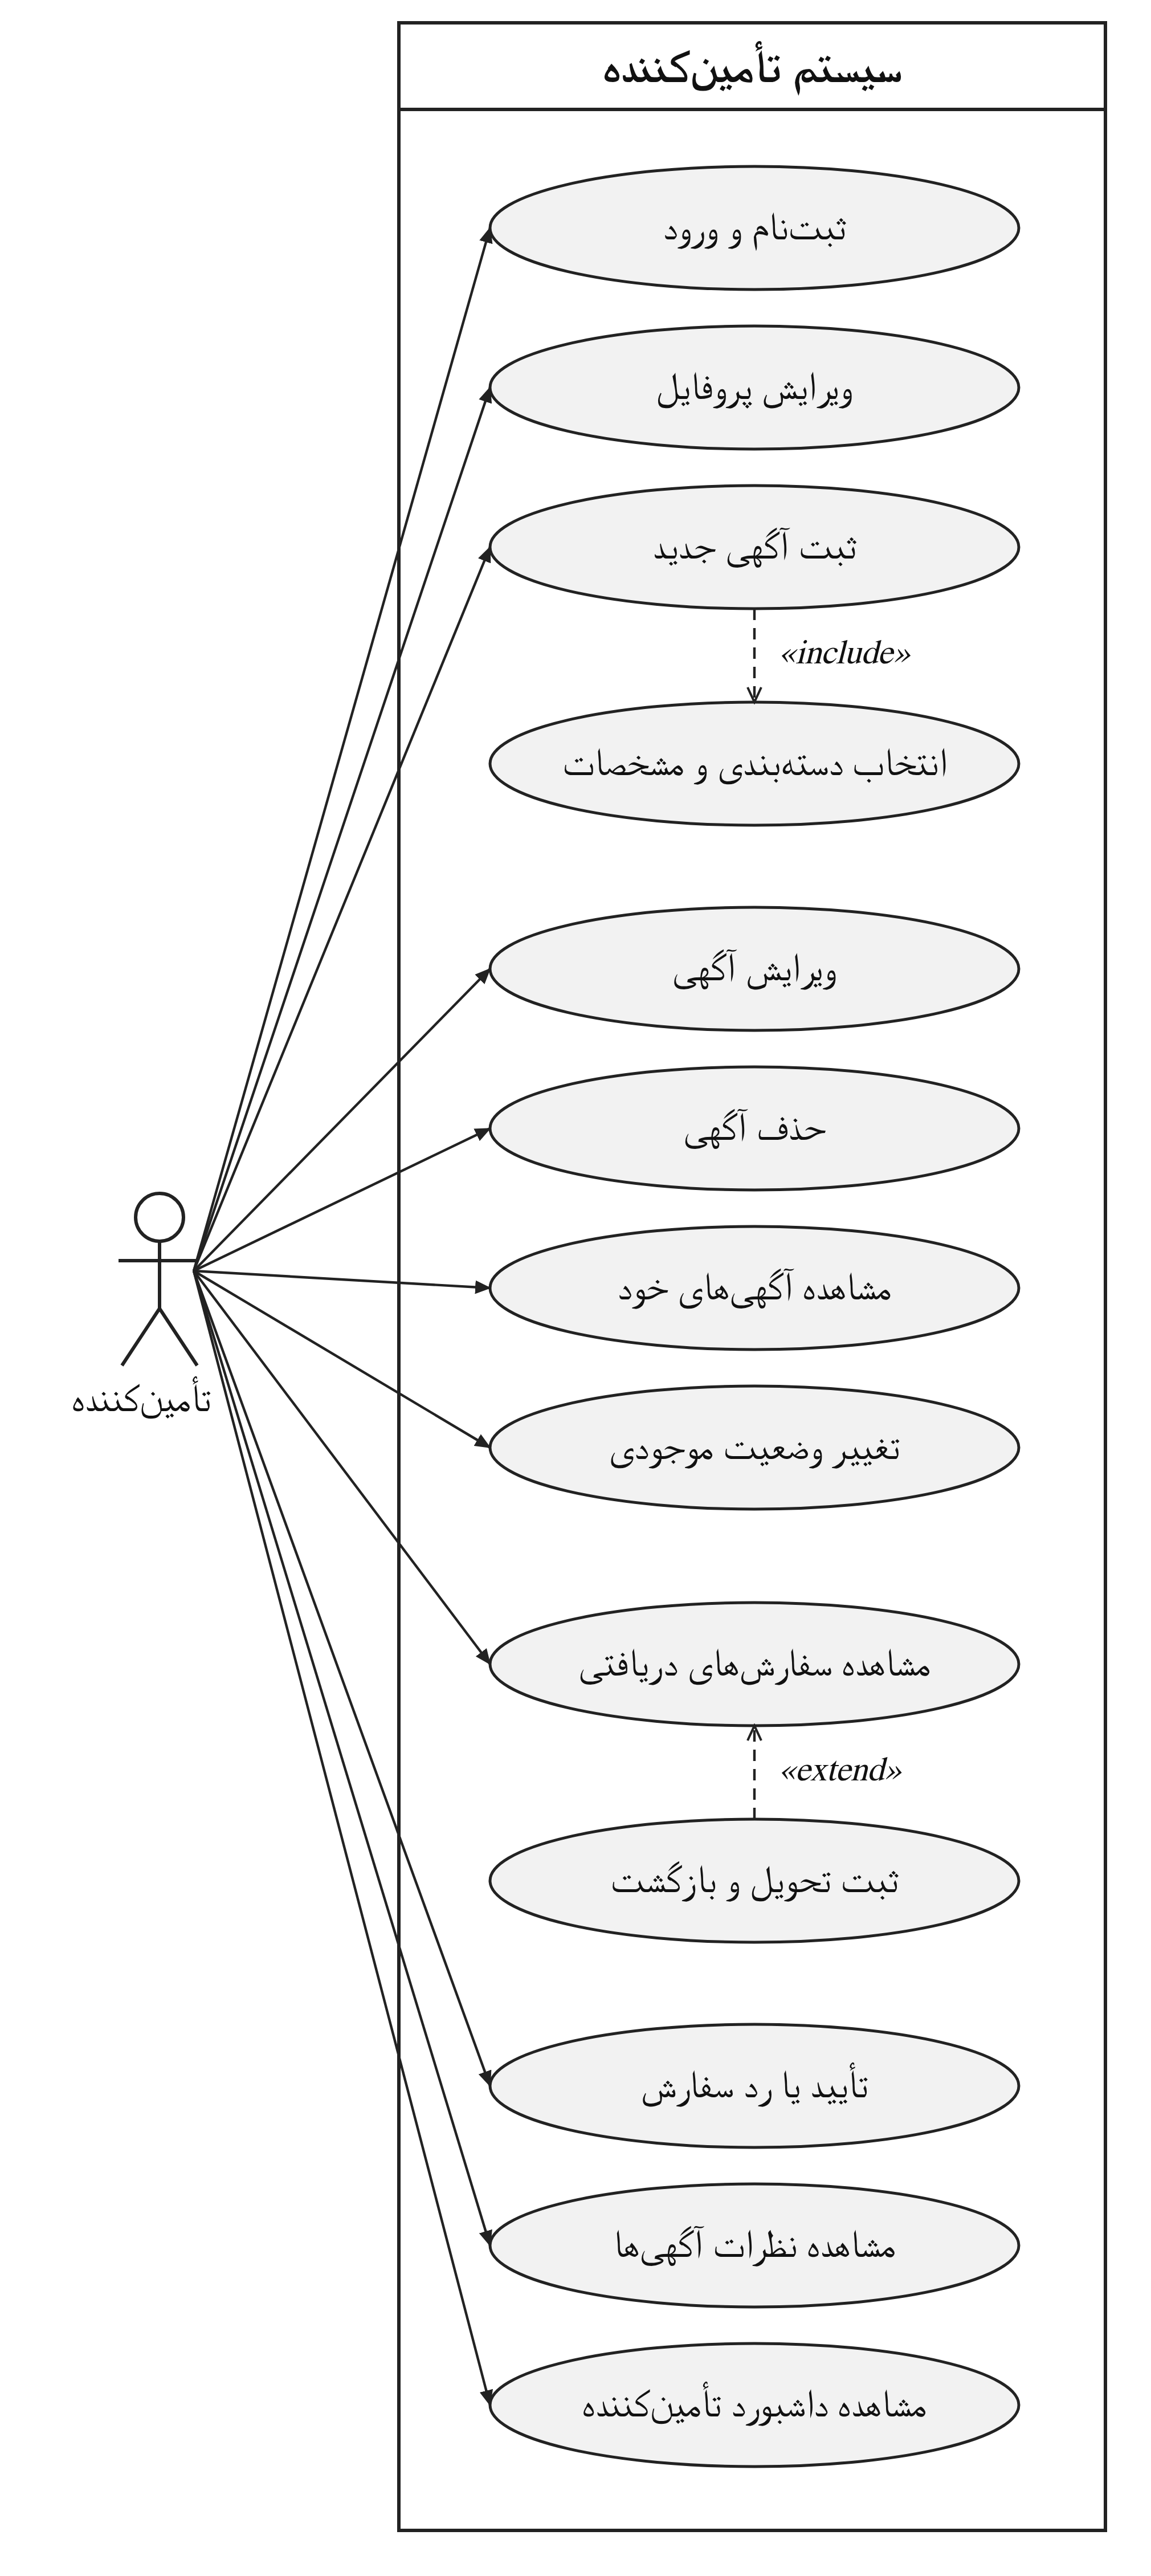 سیستم تأمین‌کننده
ثبت‌نام و ورود
ویرایش پروفایل
ثبت آگهی جدید
«include»
انتخاب دسته‌بندی و مشخصات
ویرایش آگهی
حذف آگهی
مشاهده آگهی‌های خود
تأمین‌کننده
تغییر وضعیت موجودی
مشاهده سفارش‌های دریافتی
«extend»
ثبت تحویل و بازگشت
تأیید یا رد سفارش
مشاهده نظرات آگهی‌ها
مشاهده داشبورد تأمین‌کننده